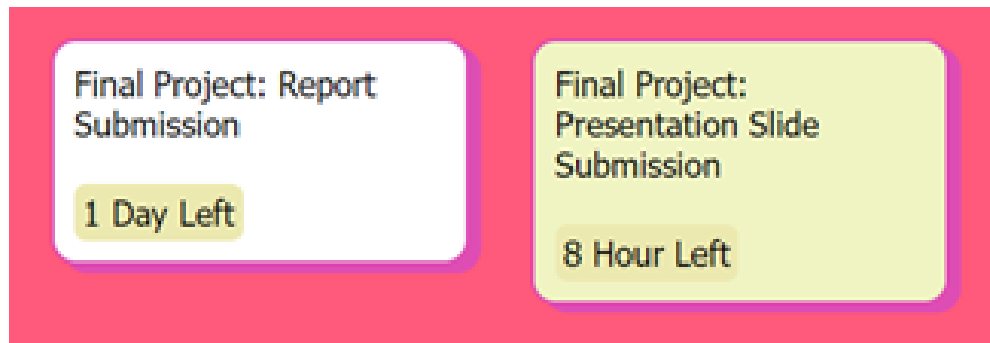 Final Project: Report
Submission
1 Day Left
Final Project:
Presentation Slide
Submission
8 Hour Left